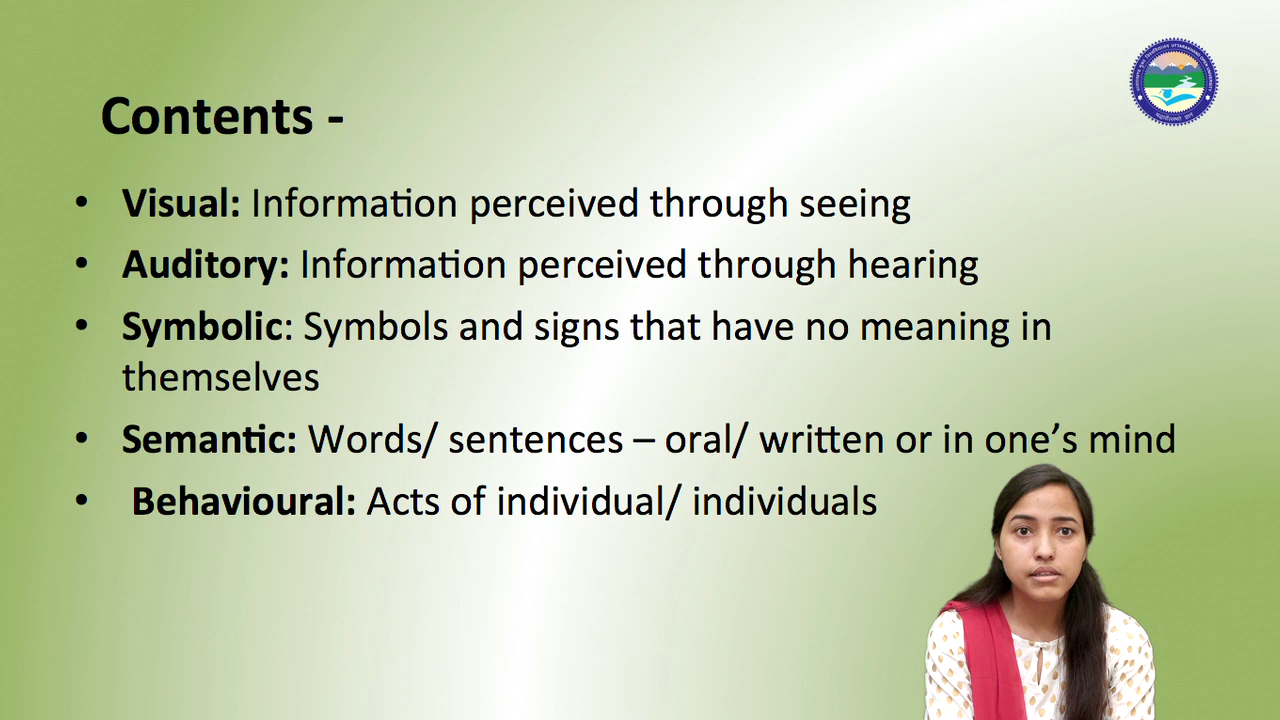 Contents -
• Visual: Information perceived through seeing
• Auditory: Information perceived through hearing
• Symbolic: Symbols and signs that have no meaning in
themselves
• Semantic: Words/ sentences – oral/ written or in one’s mind
• Behavioural: Acts of individual/ individuals